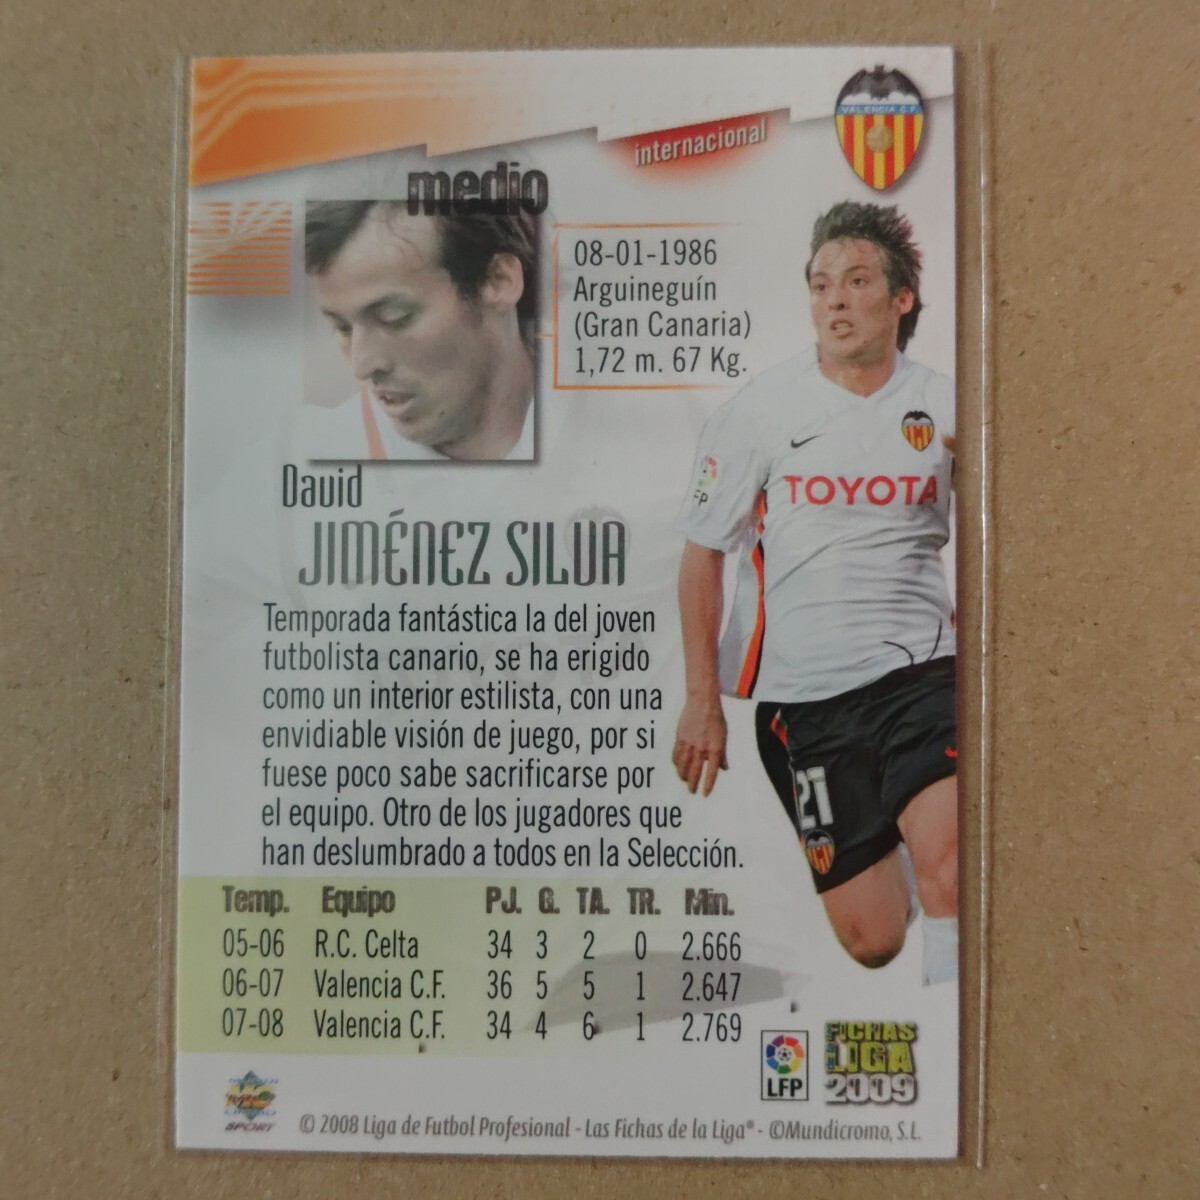 VALENCIA C.F.
internacional
medio
08-01-1986
Arguineguín
(Gran Canaria)
1,72 m. 67 Kg.
TOYOTA
LFP
21
David
JIMÉNEZ SILVA
Temporada fantástica la del joven
futbolista canario, se ha erigido
como un interior estilista, con una
envidiable visión de juego, por si
fuese poco sabe sacrificarse por
el equipo. Otro de los jugadores que
han deslumbrado a todos en la Selección.
Temp. Equipo PJ. G. TA. TR. Min.
05-06 R.C. Celta 34 3 2 0 2.666
06-07 Valencia C.F. 36 5 5 1 2.647
07-08 Valencia C.F. 34 4 6 1 2.769
LFP
FICHAS
LIGA
2009
SPORT
© 2008 Liga de Futbol Profesional - Las Fichas de la Liga® - ©Mundicromo, S.L.